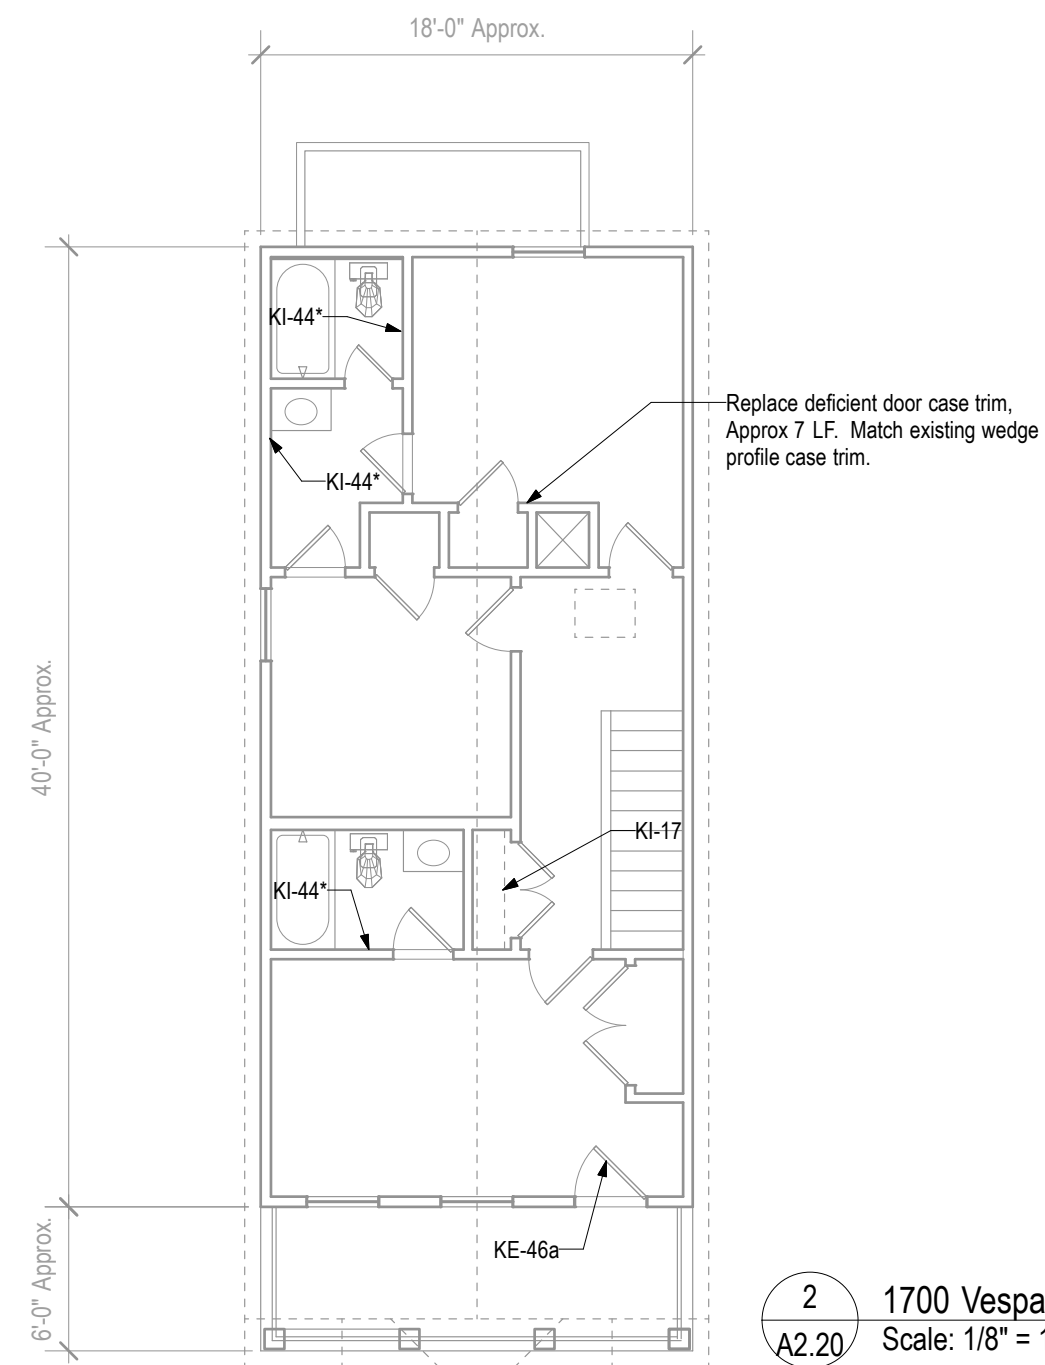 18'-0" Approx.
KI-44*
Replace deficient door case trim,
Approx 7 LF. Match existing wedge
profile case trim.
KI-44*
40'-0" Approx.
KI-17
KI-44*
KE-46a
6'-0" Approx.
2
1700 Vespa
A2.20
Scale: 1/8" =